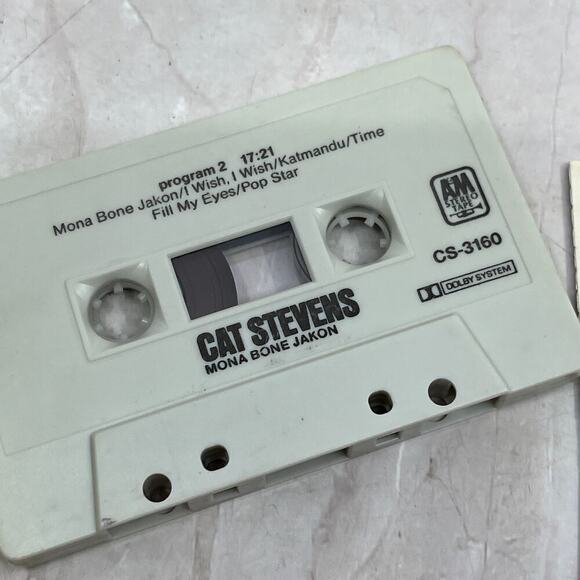 program 2 17:21
Mona Bone Jakon/I Wish, I Wish/Katmandu/Time
Fill My Eyes/Pop Star
A&M
STEREO
TAPE
CS-3160
DOLBY SYSTEM
CAT STEVENS
MONA BONE JAKON